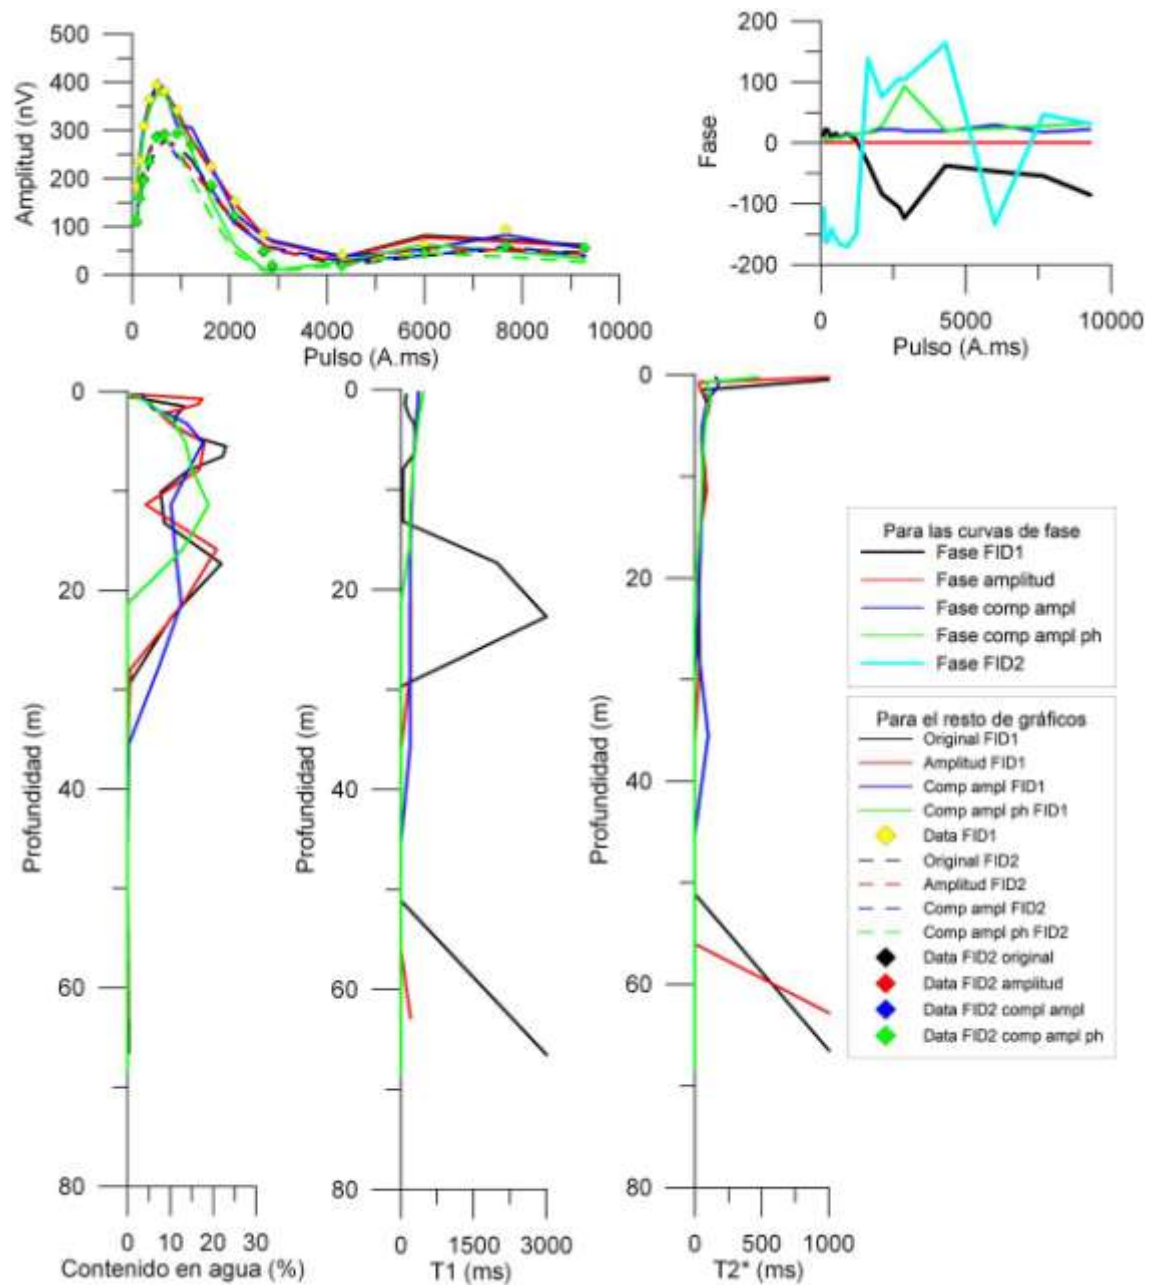 500
400
300
200
100
0
Amplitud (nV)
0 2000 4000 6000 8000 10000
Pulso (A.ms)
200
100
0
-100
-200
Fase
0 5000 10000
Pulso (A.ms)
0
20
40
60
80
Profundidad (m)
0 10 20 30
Contenido en agua (%)
0
20
40
60
80
Profundidad (m)
0 1500 3000
T1 (ms)
0
20
40
60
80
Profundidad (m)
0 500 1000
T2* (ms)
Para las curvas de fase
Fase FID1
Fase amplitud
Fase comp ampl
Fase comp ampl ph
Fase FID2
Para el resto de gráficos
Original FID1
Amplitud FID1
Comp ampl FID1
Comp ampl ph FID1
Data FID1
Original FID2
Amplitud FID2
Comp ampl FID2
Comp ampl ph FID2
Data FID2 original
Data FID2 amplitud
Data FID2 compl ampl
Data FID2 comp ampl ph